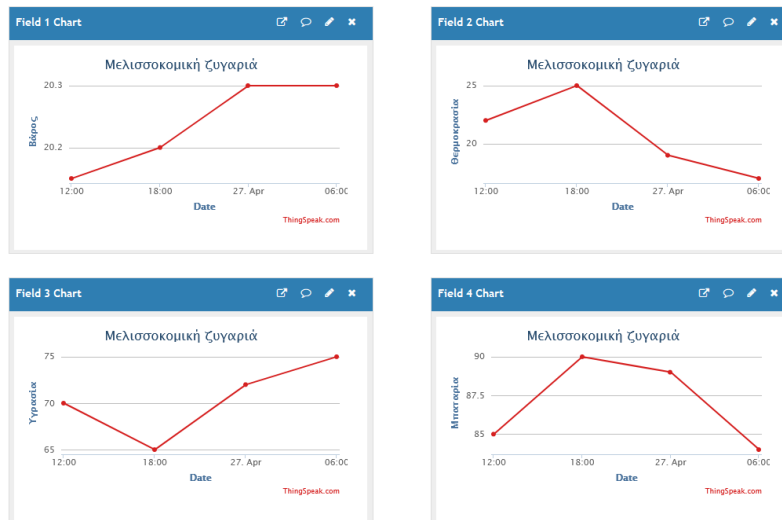 Field 1 Chart
Μελισσοκομική ζυγαριά
Βάρος
20.3
20.2
12:00 18:00 27. Apr 06:00
Date
ThingSpeak.com
Field 2 Chart
Μελισσοκομική ζυγαριά
Θερμοκρασία
25
20
12:00 18:00 27. Apr 06:00
Date
ThingSpeak.com
Field 3 Chart
Μελισσοκομική ζυγαριά
Υγρασία
75
70
65
12:00 18:00 27. Apr 06:00
Date
ThingSpeak.com
Field 4 Chart
Μελισσοκομική ζυγαριά
Μπαταρία
90
87.5
85
12:00 18:00 27. Apr 06:00
Date
ThingSpeak.com